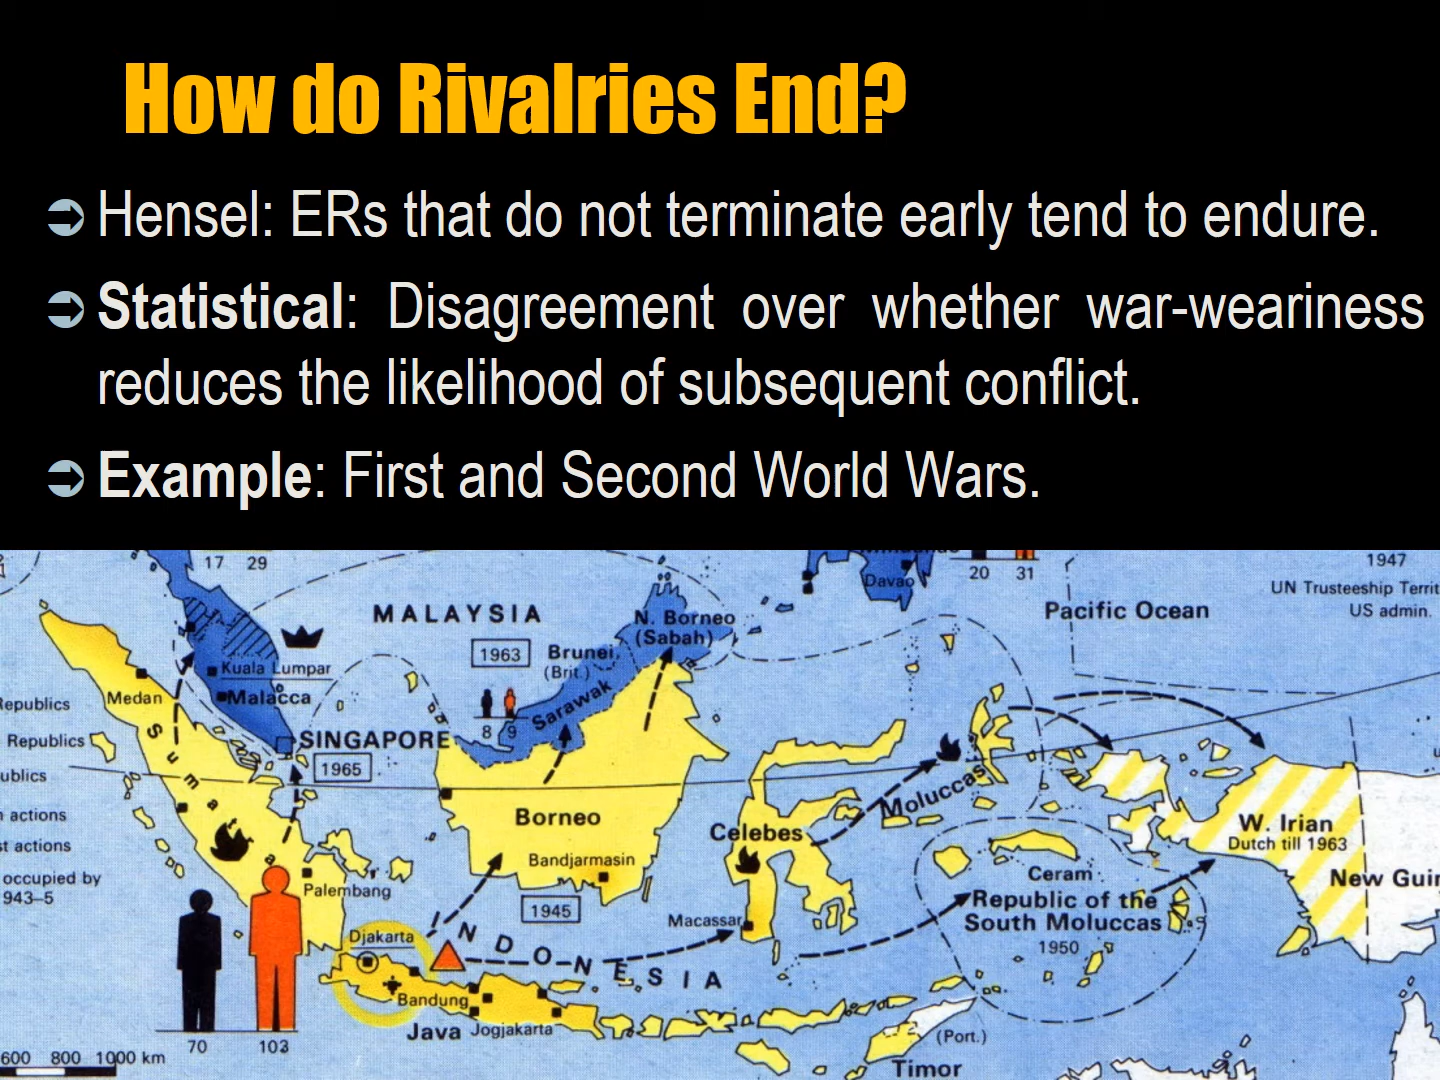 How do Rivalries End?
Hensel: ERs that do not terminate early tend to endure.
Statistical: Disagreement over whether war-weariness
reduces the likelihood of subsequent conflict.
Example: First and Second World Wars.
17 29
20 31
1947
UN Trusteeship Territ
US admin.
Davao
Pacific Ocean
MALAYSIA
N. Borneo
(Sabah)
1963
Brunei
(Brit.)
Kuala Lumpar
Malacca
Medan
Sarawak
8 9
Republics
Republics
ublics
SINGAPORE
1965
Sumatra
n actions
st actions
occupied by
943–5
Borneo
Bandjarmasin
1945
Celebes
Moluccas
W. Irian
Dutch till 1963
New Guin
Palembang
Ceram
Republic of the
South Moluccas
1950
Macassar
Djakarta
INDONESIA
Bandung
Java
Jogjakarta
70 103
(Port.)
Timor
600 800 1000 km